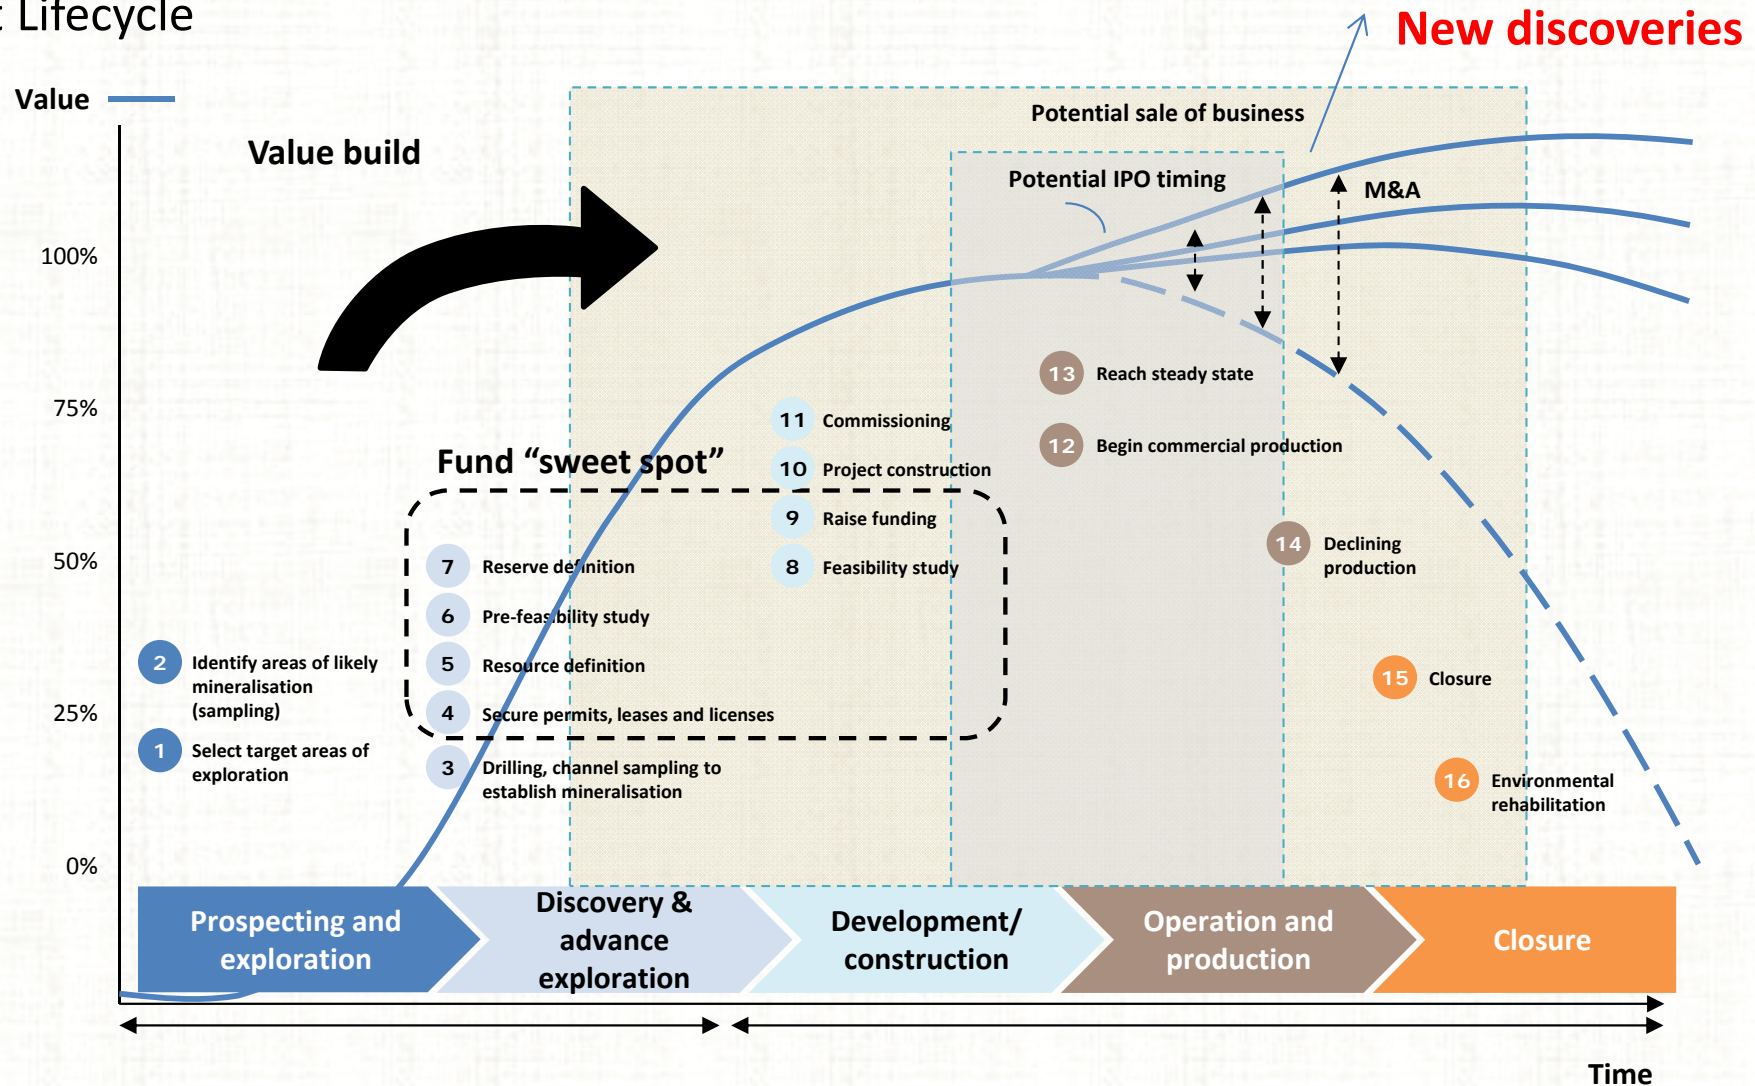 Lifecycle
New discoveries
Value
Value build
Potential sale of business
Potential IPO timing
M&A
100%
75%
50%
25%
0%
13 Reach steady state
12 Begin commercial production
11 Commissioning
10 Project construction
9 Raise funding
8 Feasibility study
Fund “sweet spot”
7 Reserve definition
6 Pre-feasibility study
5 Resource definition
4 Secure permits, leases and licenses
3 Drilling, channel sampling to
establish mineralisation
2 Identify areas of likely
mineralisation
(sampling)
1 Select target areas of
exploration
14 Declining
production
15 Closure
16 Environmental
rehabilitation
Prospecting and
exploration
Discovery &
advance
exploration
Development/
construction
Operation and
production
Closure
Time